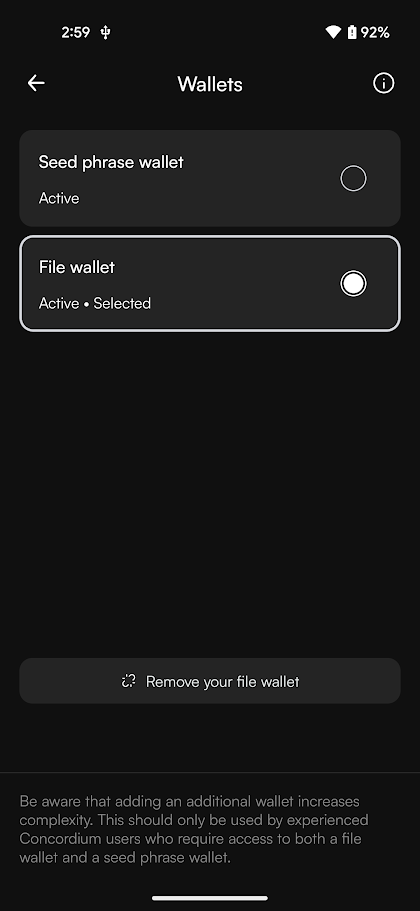 2:59 92%
Wallets
Seed phrase wallet
Active
File wallet
Active • Selected
Remove your file wallet
Be aware that adding an additional wallet increases
complexity. This should only be used by experienced
Concordium users who require access to both a file
wallet and a seed phrase wallet.